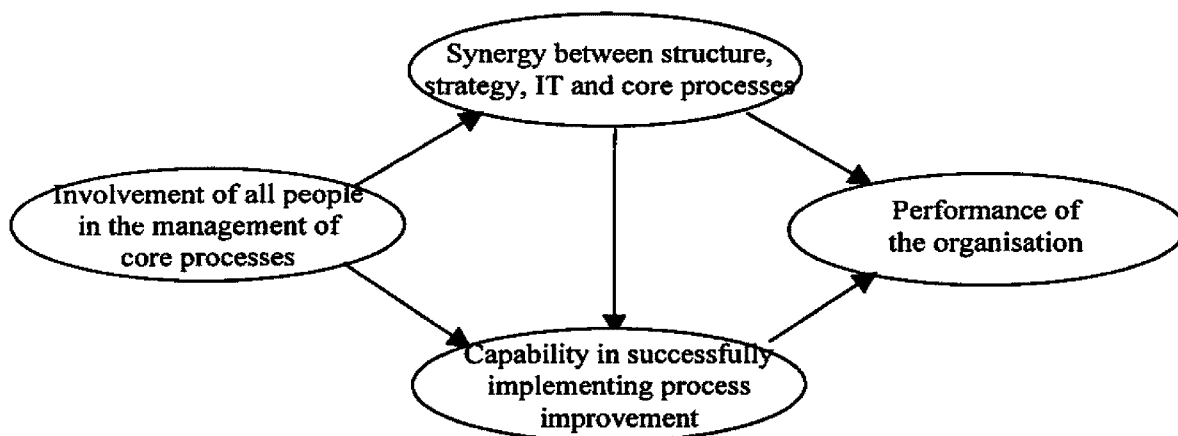 Synergy between structure,
strategy, IT and core processes
Involvement of all people
in the management of
core processes
Performance of
the organisation
Capability in successfully
implementing process
improvement